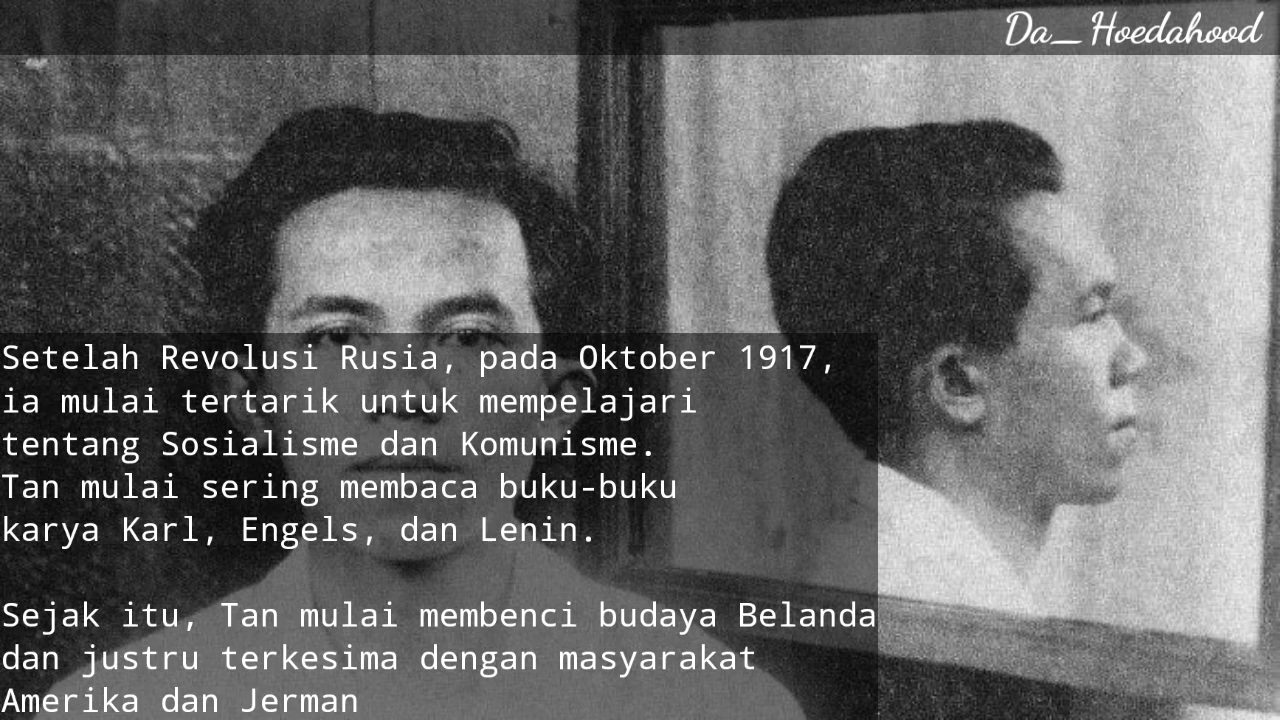 Da_ Hoedahood
Setelah Revolusi Rusia, pada Oktober 1917,
ia mulai tertarik untuk mempelajari
tentang Sosialisme dan Komunisme.
Tan mulai sering membaca buku-buku
karya Karl, Engels, dan Lenin.
Sejak itu, Tan mulai membenci budaya Belanda
dan justru terkesima dengan masyarakat
Amerika dan Jerman